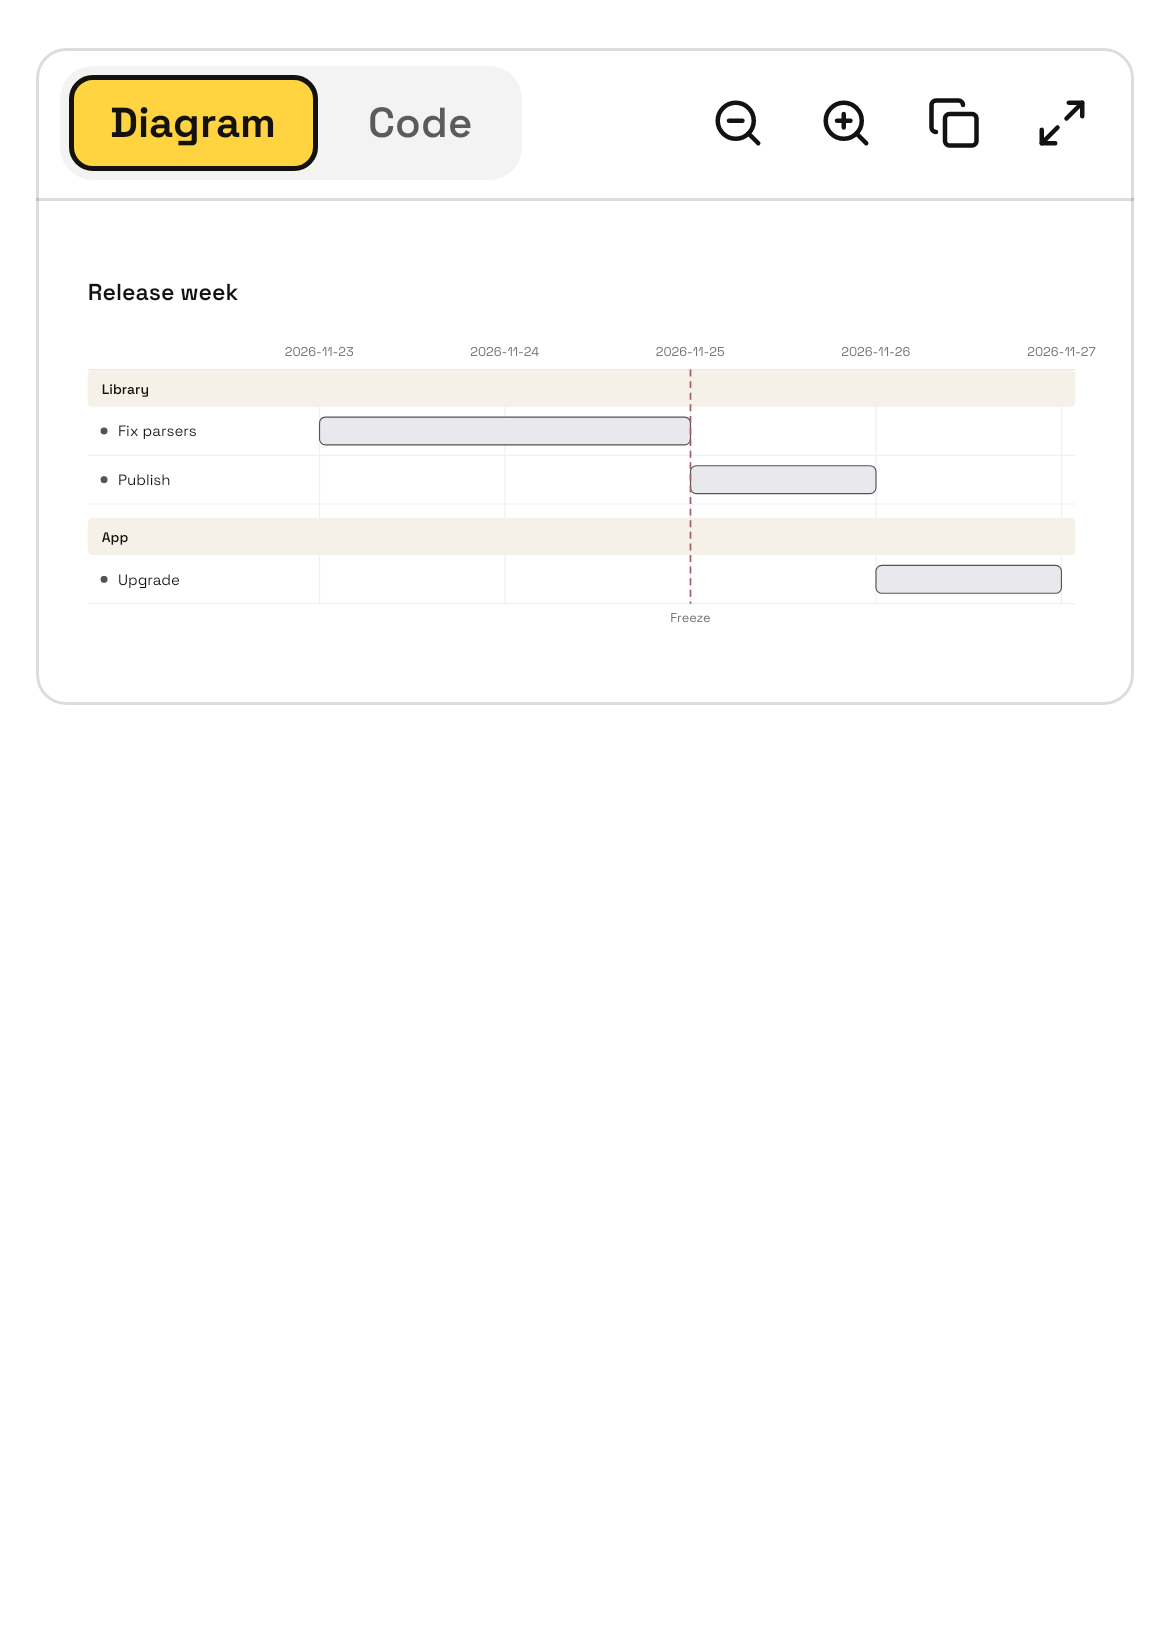 Diagram Code
Release week
2026-11-23 2026-11-24 2026-11-25 2026-11-26 2026-11-27
Library
Fix parsers
Publish
App
Upgrade
Freeze